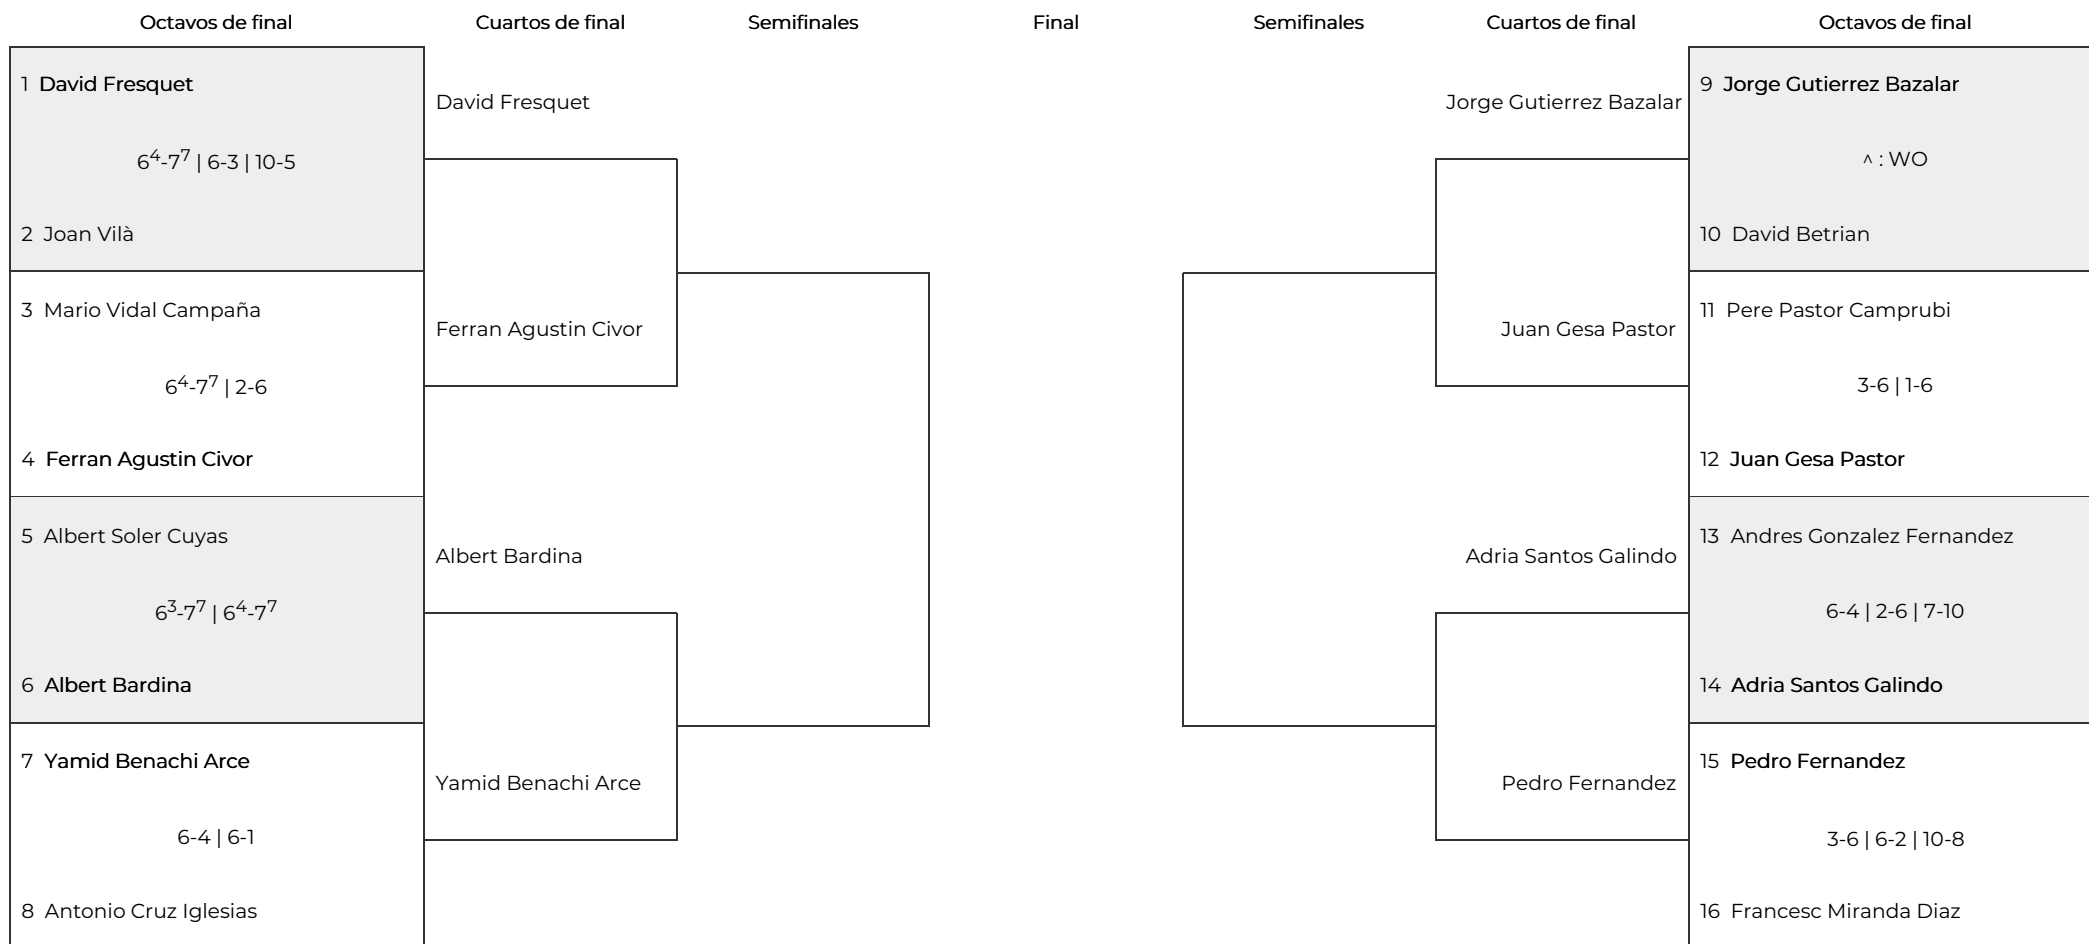 Octavos de final
Cuartos de final
Semifinales
Final
Semifinales
Cuartos de final
Octavos de final
1 David Fresquet
6⁴-7⁷ | 6-3 | 10-5
2 Joan Vilà
3 Mario Vidal Campaña
6⁴-7⁷ | 2-6
4 Ferran Agustin Civor
5 Albert Soler Cuyas
6³-7⁷ | 6⁴-7⁷
6 Albert Bardina
7 Yamid Benachi Arce
6-4 | 6-1
8 Antonio Cruz Iglesias
David Fresquet
Ferran Agustin Civor
Albert Bardina
Yamid Benachi Arce
Jorge Gutierrez Bazalar
Juan Gesa Pastor
Adria Santos Galindo
Pedro Fernandez
9 Jorge Gutierrez Bazalar
^ : WO
10 David Betrian
11 Pere Pastor Camprubi
3-6 | 1-6
12 Juan Gesa Pastor
13 Andres Gonzalez Fernandez
6-4 | 2-6 | 7-10
14 Adria Santos Galindo
15 Pedro Fernandez
3-6 | 6-2 | 10-8
16 Francesc Miranda Diaz